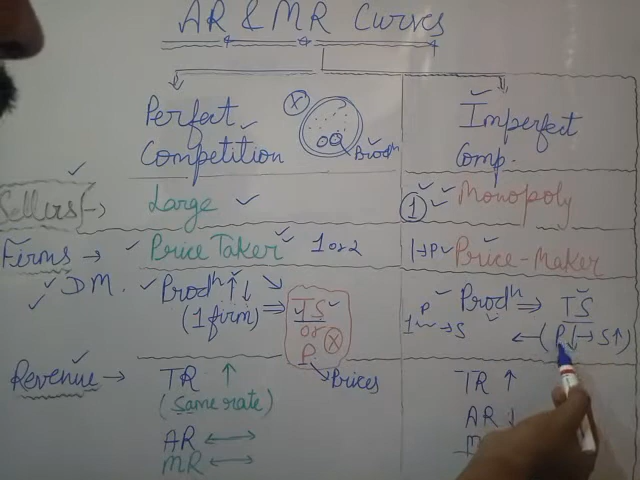 AR & MR Curves
Perfect
Competition
X
Prodⁿ
Imperfect
Comp.
Sellers → Large ✓ 1 ✓ ✓ Monopoly
Firms → ✓ Price Taker ✓ 1 or 2 1→P ✓ Price-Maker
✓ DM. ✓ Prodⁿ ↑↓
(1 firm) ⇒ TS ✓
or X
P → Prices
P ✓ Prodⁿ ⇒ TS
1 → S ← (P↓→S↑)
Revenue → TR ↑
(Same rate)
AR ↔
MR ↔
TR ↑
AR ↓